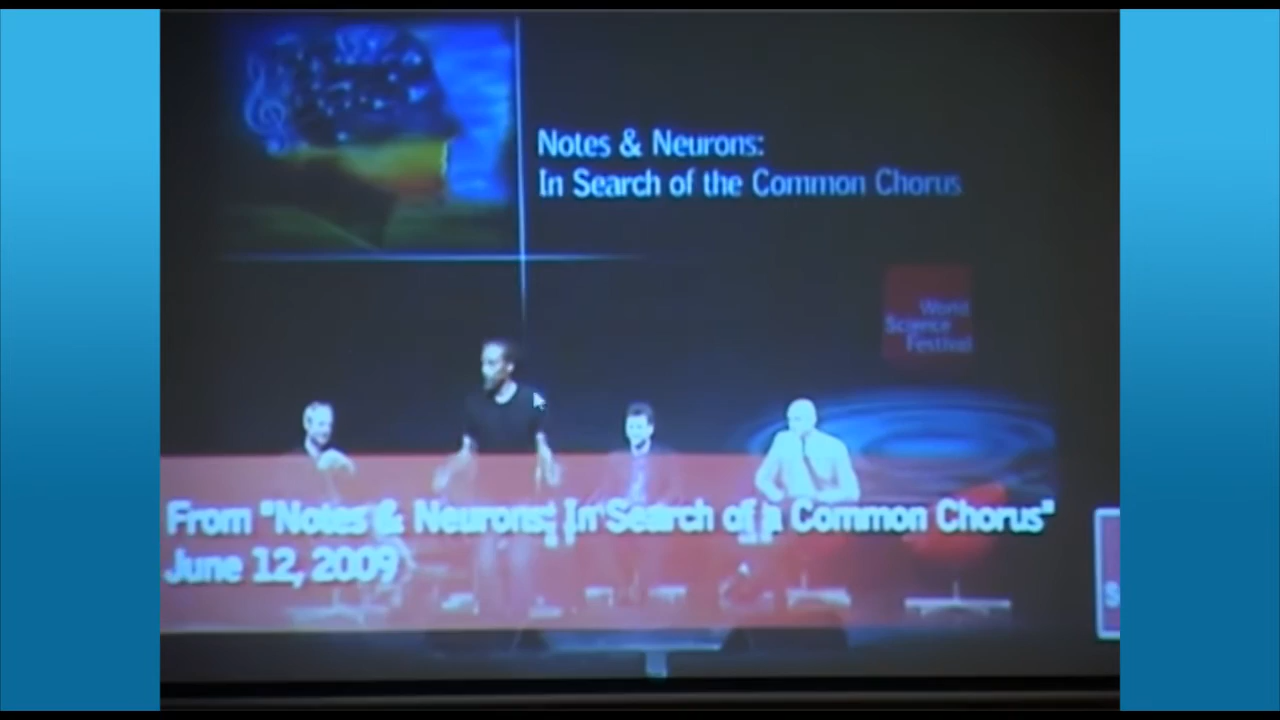 Notes & Neurons:
In Search of the Common Chorus
World
Science
Festival
From "Notes & Neurons: In Search of a Common Chorus"
June 12, 2009
S